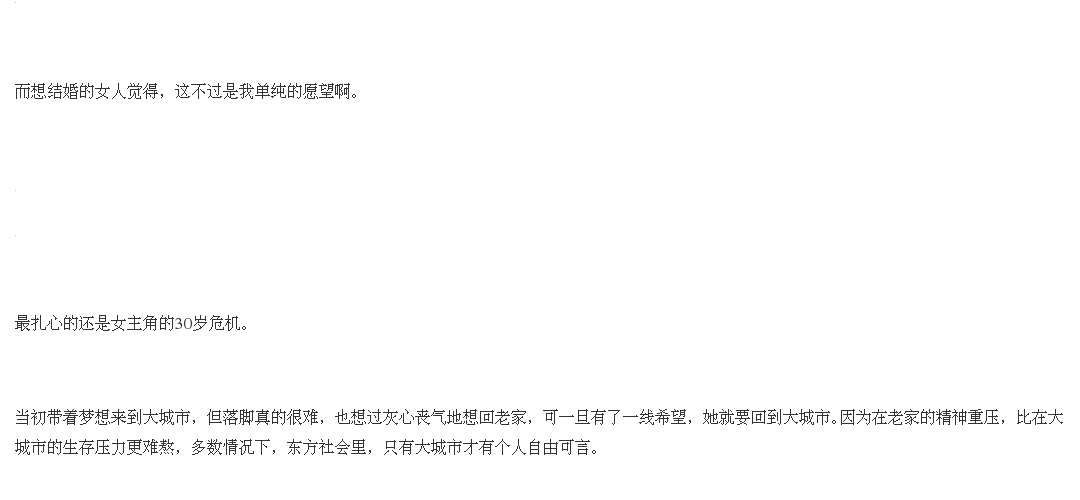 而想结婚的女人觉得，这不过是我单纯的愿望啊。
最扎心的还是女主角的30岁危机。
当初带着梦想来到大城市，但落脚真的很难，也想过灰心丧气地想回老家，可一旦有了一线希望，她就要回到大城市。因为在老家的精神重压，比在大
城市的生存压力更难熬，多数情况下，东方社会里，只有大城市才有个人自由可言。